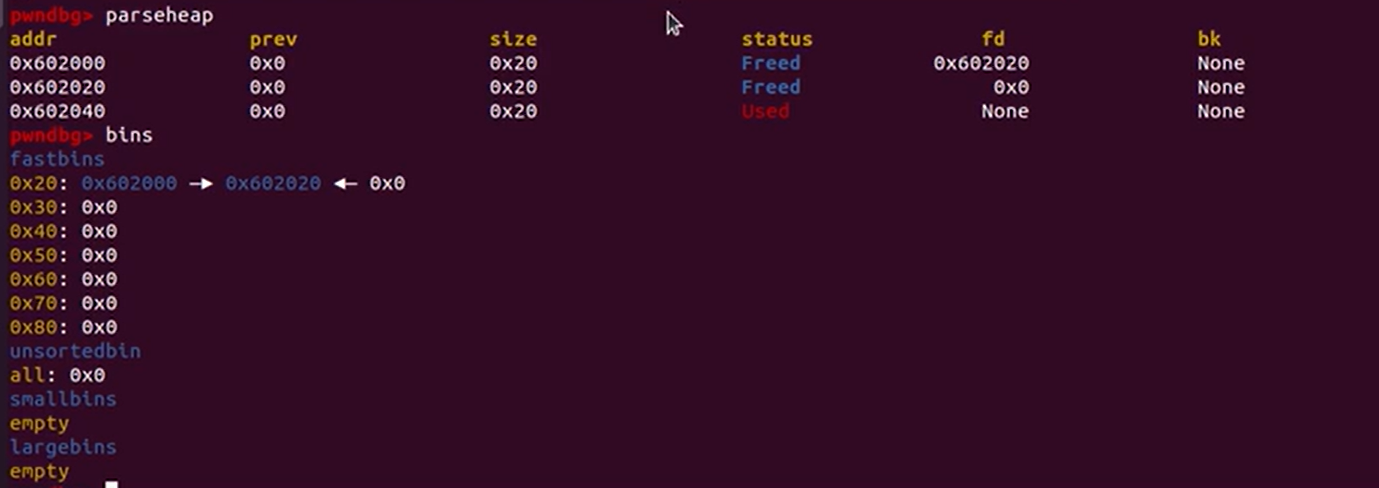 pwndbg> parseheap
addr prev size status fd bk
0x602000 0x0 0x20 Freed 0x602020 None
0x602020 0x0 0x20 Freed 0x0 None
0x602040 0x0 0x20 Used None None
pwndbg> bins
fastbins
0x20: 0x602000 → 0x602020 ← 0x0
0x30: 0x0
0x40: 0x0
0x50: 0x0
0x60: 0x0
0x70: 0x0
0x80: 0x0
unsortedbin
all: 0x0
smallbins
empty
largebins
empty